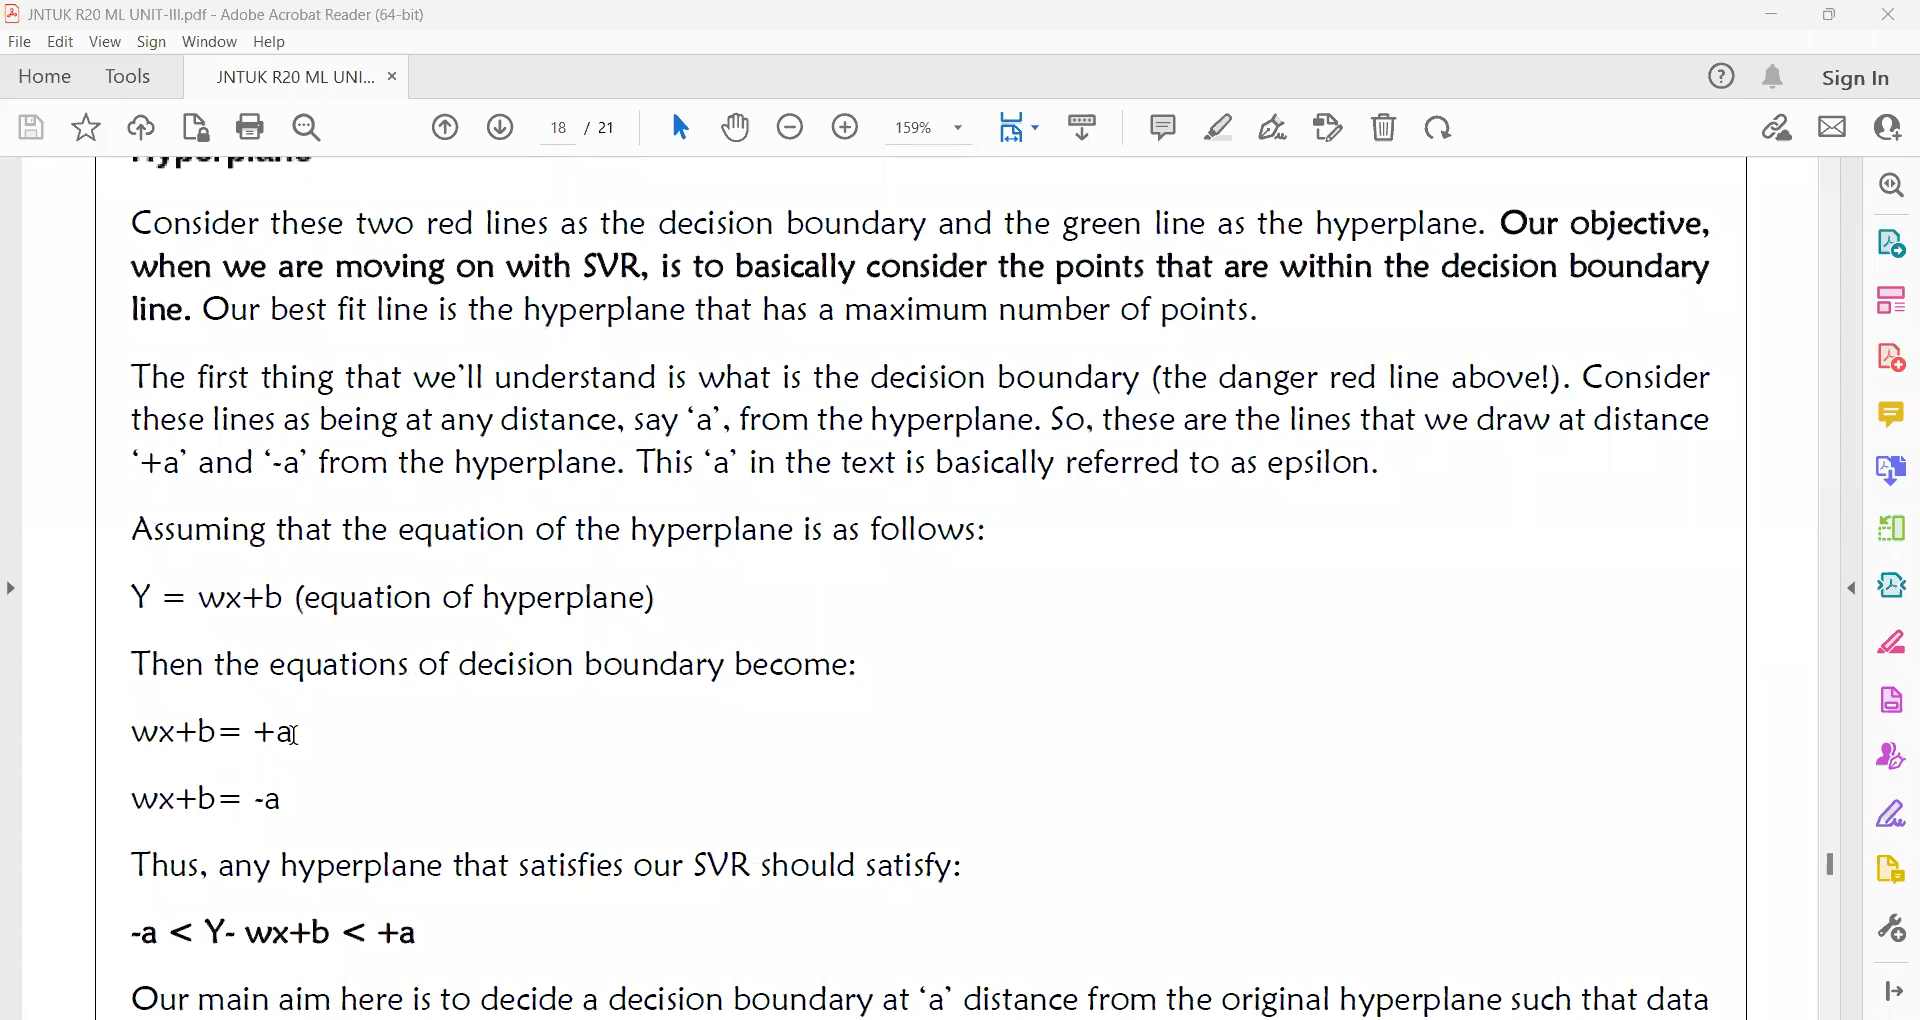 JNTUK R20 ML UNIT-III.pdf - Adobe Acrobat Reader (64-bit)
File Edit View Sign Window Help
Home Tools JNTUK R20 ML UNI... × Sign In
18 / 21 159%
Hyperplane
Consider these two red lines as the decision boundary and the green line as the hyperplane. Our objective,
when we are moving on with SVR, is to basically consider the points that are within the decision boundary
line. Our best fit line is the hyperplane that has a maximum number of points.
The first thing that we'll understand is what is the decision boundary (the danger red line above!). Consider
these lines as being at any distance, say ‘a’, from the hyperplane. So, these are the lines that we draw at distance
‘+a’ and ‘-a’ from the hyperplane. This ‘a’ in the text is basically referred to as epsilon.
Assuming that the equation of the hyperplane is as follows:
Y = wx+b (equation of hyperplane)
Then the equations of decision boundary become:
wx+b= +a
wx+b= -a
Thus, any hyperplane that satisfies our SVR should satisfy:
-a < Y- wx+b < +a
Our main aim here is to decide a decision boundary at ‘a’ distance from the original hyperplane such that data